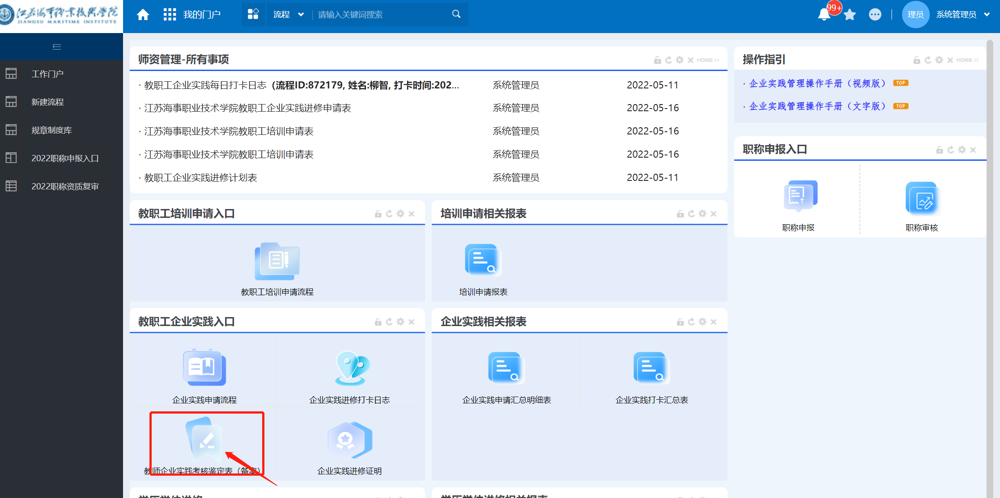 江苏海事职业技术学院
JIANGSU MARITIME INSTITUTE
我的门户
流程
请输入关键词搜索
99+
理员
系统管理员
工作门户
新建流程
规章制度库
2022职称申报入口
2022职称资质复审
师资管理-所有事项
MORE >>
教职工企业实践每日打卡日志（流程ID:872179, 姓名:柳智, 打卡时间:202...
系统管理员
2022-05-11
江苏海事职业技术学院教职工企业实践进修申请表
系统管理员
2022-05-16
江苏海事职业技术学院教职工培训申请表
系统管理员
2022-05-16
江苏海事职业技术学院教职工培训申请表
系统管理员
2022-05-16
教职工企业实践进修计划表
系统管理员
2022-05-11
操作指引
MORE >>
企业实践管理操作手册（视频版） TOP
企业实践管理操作手册（文字版） TOP
职称申报入口
职称申报
职称审核
教职工培训申请入口
教职工培训申请流程
培训申请相关报表
培训申请报表
教职工企业实践入口
企业实践申请流程
企业实践进修打卡日志
教师企业实践考核鉴定表（备案）
企业实践进修证明
企业实践相关报表
企业实践申请汇总明细表
企业实践打卡汇总表
学历学位进修
学历学位进修相关报表